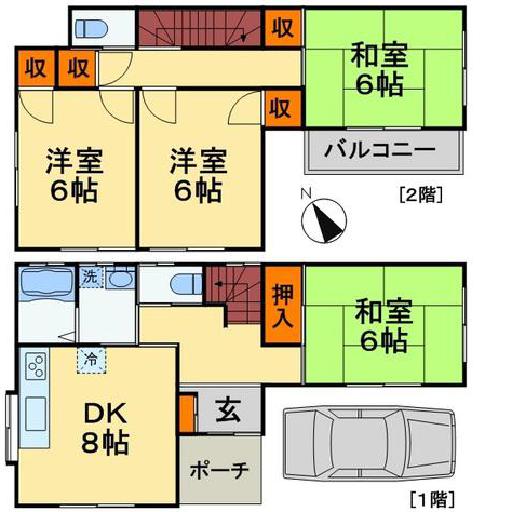 収
和室
6帖
収
収
収
洋室
6帖
洋室
6帖
バルコニー
N
[2階]
洗
押入
和室
6帖
冷
DK
8帖
玄
ポーチ
[1階]